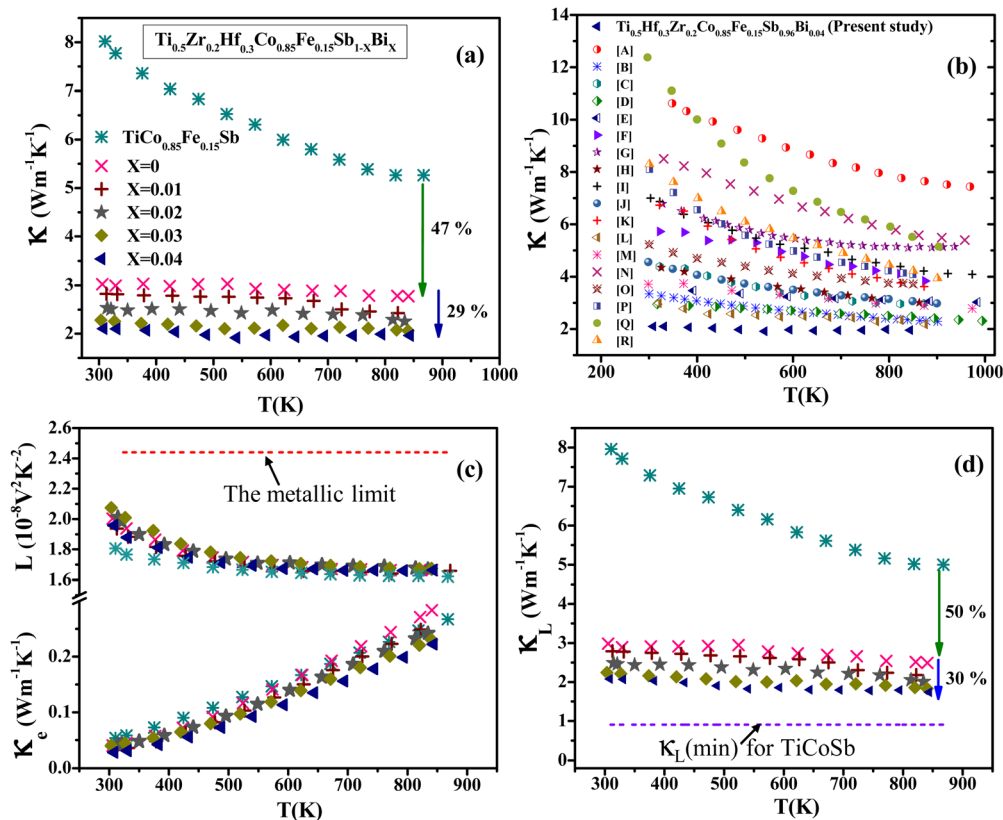 Ti0.5Zr0.2Hf0.3Co0.85Fe0.15Sb1-XBiX
(a)
TiCo0.85Fe0.15Sb
X=0
X=0.01
X=0.02
X=0.03
X=0.04
47 %
29 %
8
7
6
5
4
3
2
κ (Wm-1K-1)
300 400 500 600 700 800 900 1000
T(K)
Ti0.5Hf0.3Zr0.2Co0.85Fe0.15Sb0.96Bi0.04 (Present study)
(b)
[A]
[B]
[C]
[D]
[E]
[F]
[G]
[H]
[I]
[J]
[K]
[L]
[M]
[N]
[O]
[P]
[Q]
[R]
14
12
10
8
6
4
2
κ (Wm-1K-1)
200 400 600 800 1000
T(K)
(c)
The metallic limit
2.6
2.4
2.2
2.0
1.8
1.6
L (10-8V2K-2)
0.2
0.1
0.0
κe (Wm-1K-1)
300 400 500 600 700 800 900
T(K)
(d)
50 %
30 %
κL(min) for TiCoSb
8
7
6
5
4
3
2
1
0
κL (Wm-1K-1)
300 400 500 600 700 800 900
T(K)